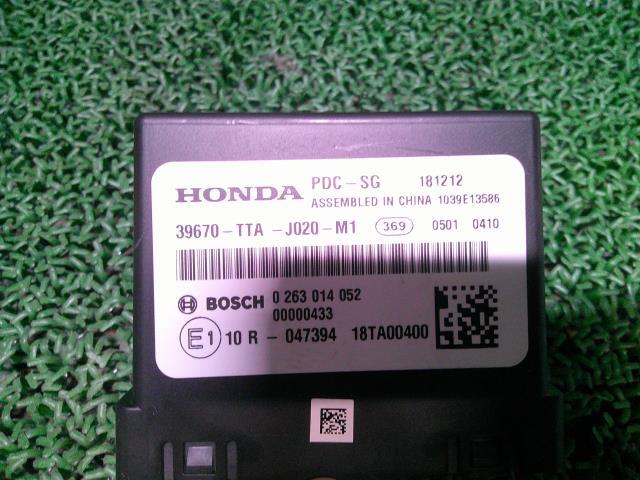 HONDA PDC-SG 181212
ASSEMBLED IN CHINA 1039E13586
39670-TTA-J020-M1 369 0501 0410
BOSCH 0 263 014 052
00000433
E1 10 R - 047394 18TA00400